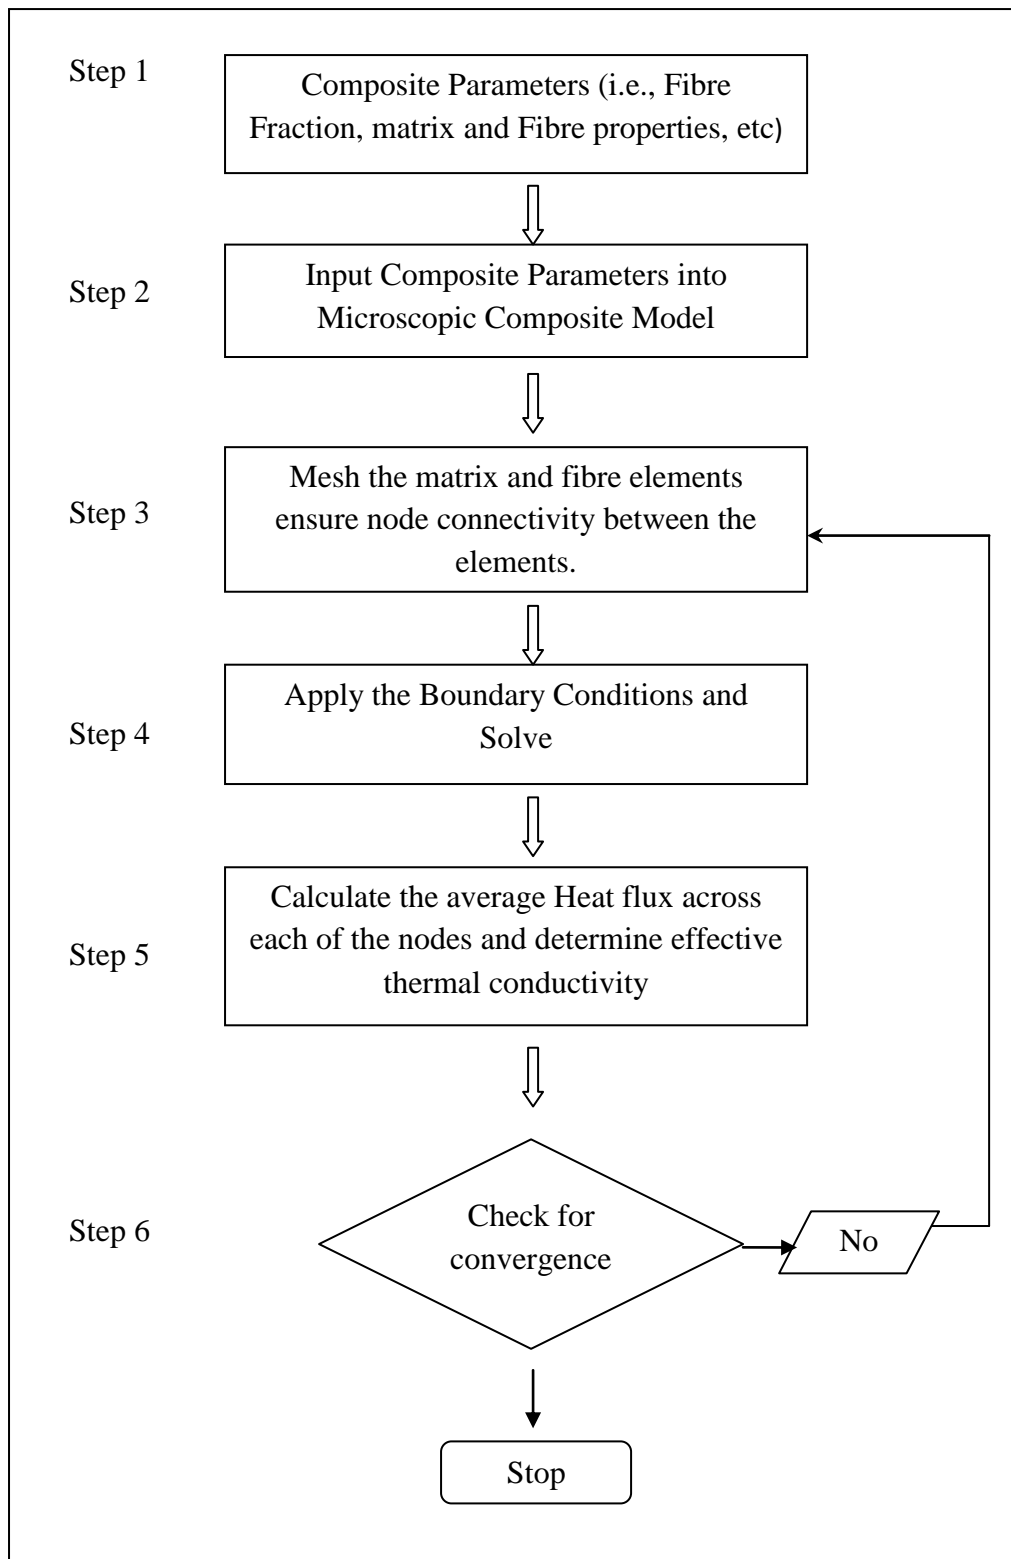 Step 1
Composite Parameters (i.e., Fibre
Fraction, matrix and Fibre properties, etc)
Step 2
Input Composite Parameters into
Microscopic Composite Model
Step 3
Mesh the matrix and fibre elements
ensure node connectivity between the
elements.
Step 4
Apply the Boundary Conditions and
Solve
Step 5
Calculate the average Heat flux across
each of the nodes and determine effective
thermal conductivity
Step 6
Check for
convergence
No
Stop